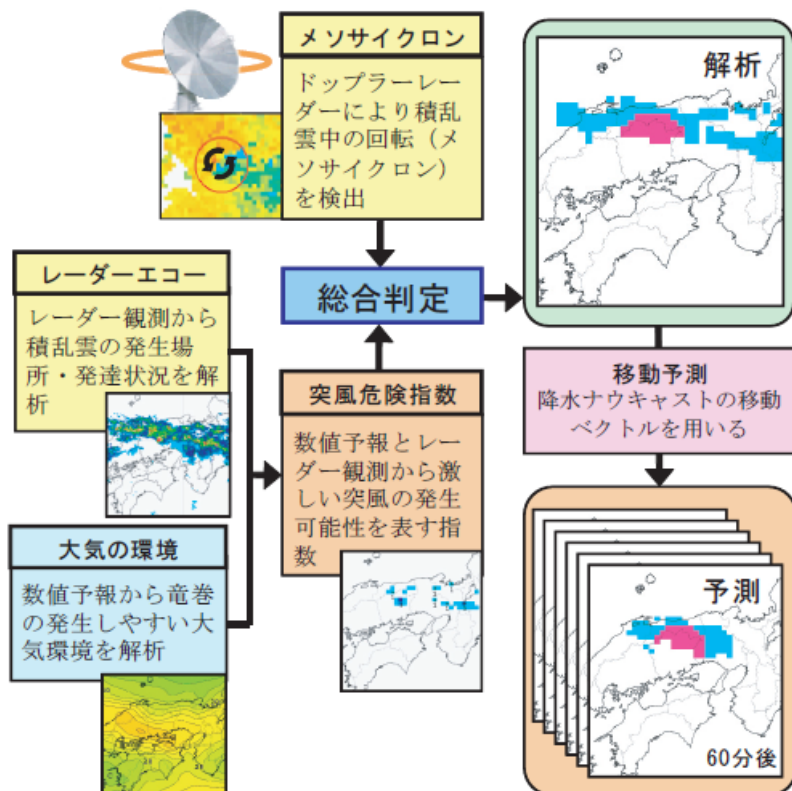 メソサイクロン
ドップラーレー
ダーにより積乱
雲中の回転（メ
ソサイクロン）
を検出
解析
レーダーエコー
レーダー観測から
積乱雲の発生場
所・発達状況を解
析
総合判定
移動予測
降水ナウキャストの移動
ベクトルを用いる
突風危険指数
数値予報とレー
ダー観測から激
しい突風の発生
可能性を表す指
数
大気の環境
数値予報から竜巻
の発生しやすい大
気環境を解析
予測
60分後